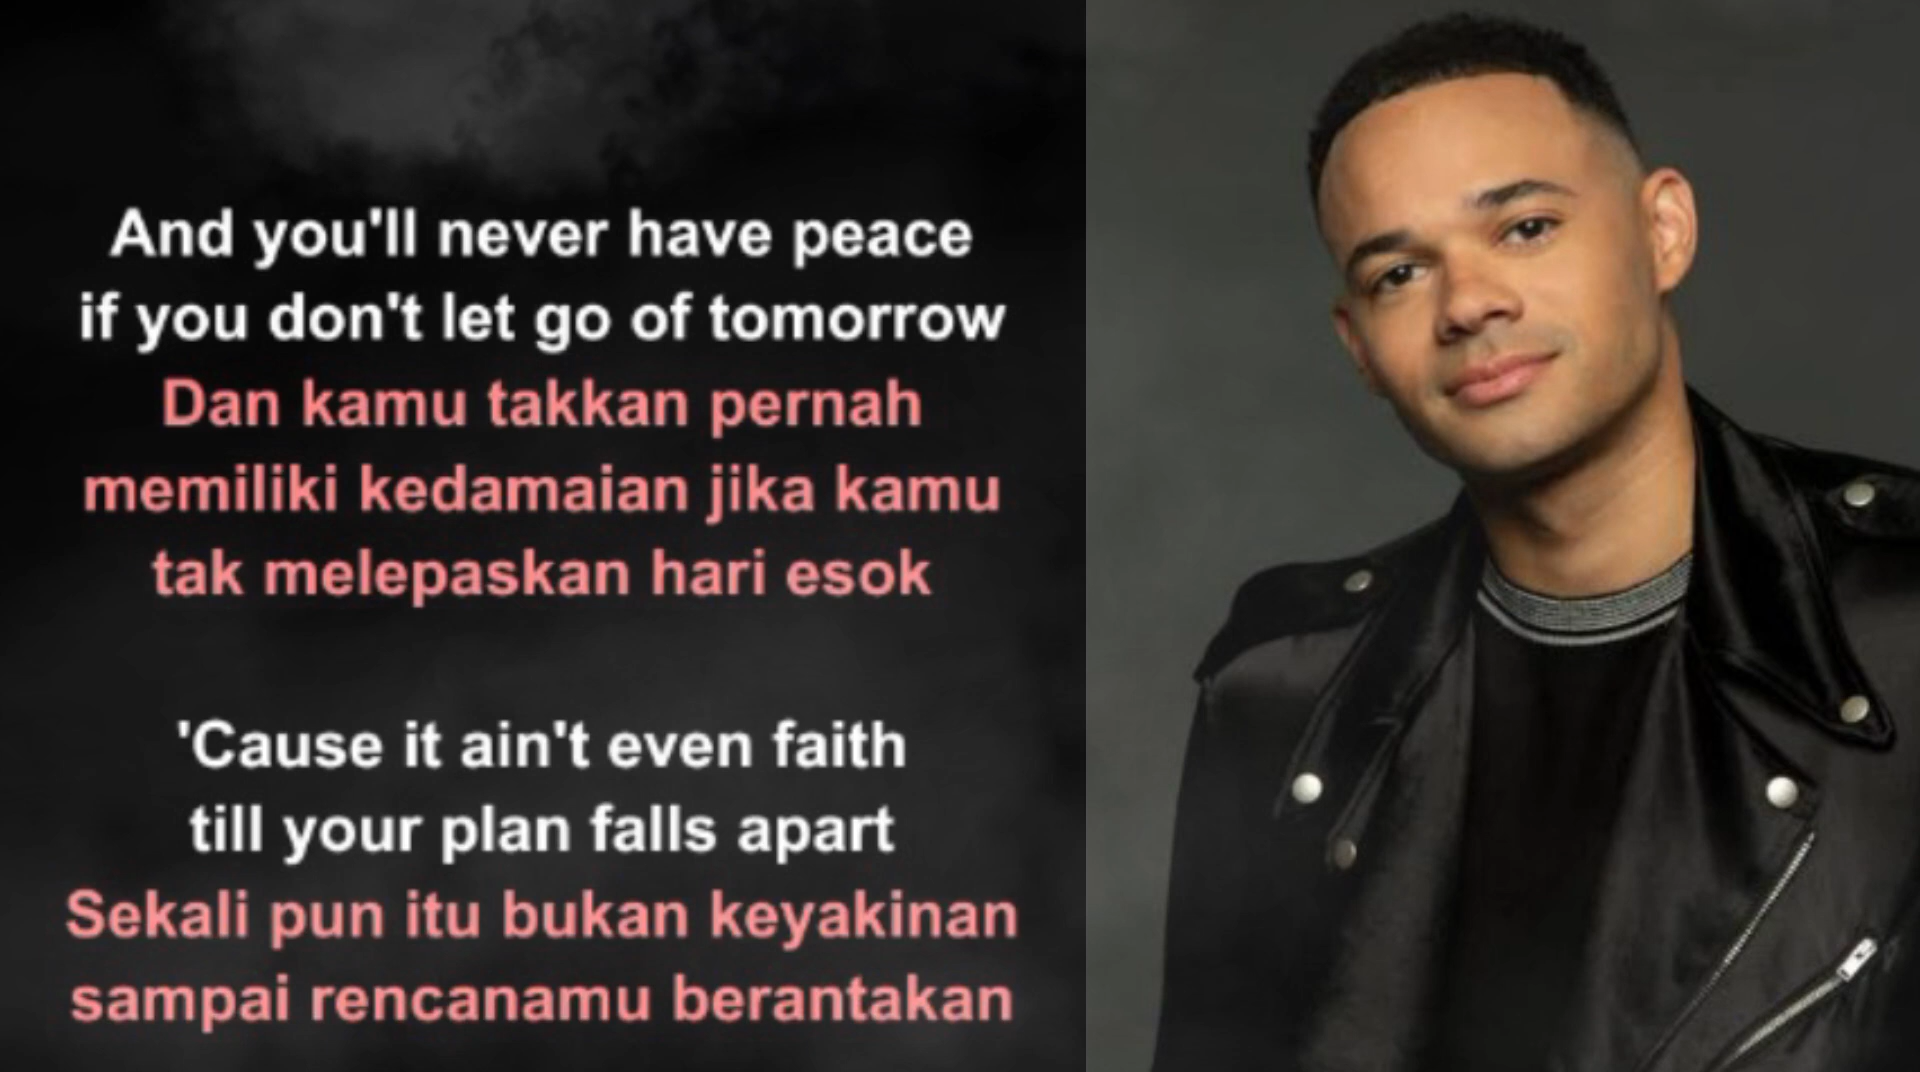 And you'll never have peace
if you don't let go of tomorrow
Dan kamu takkan pernah
memiliki kedamaian jika kamu
tak melepaskan hari esok
'Cause it ain't even faith
till your plan falls apart
Sekali pun itu bukan keyakinan
sampai rencanamu berantakan